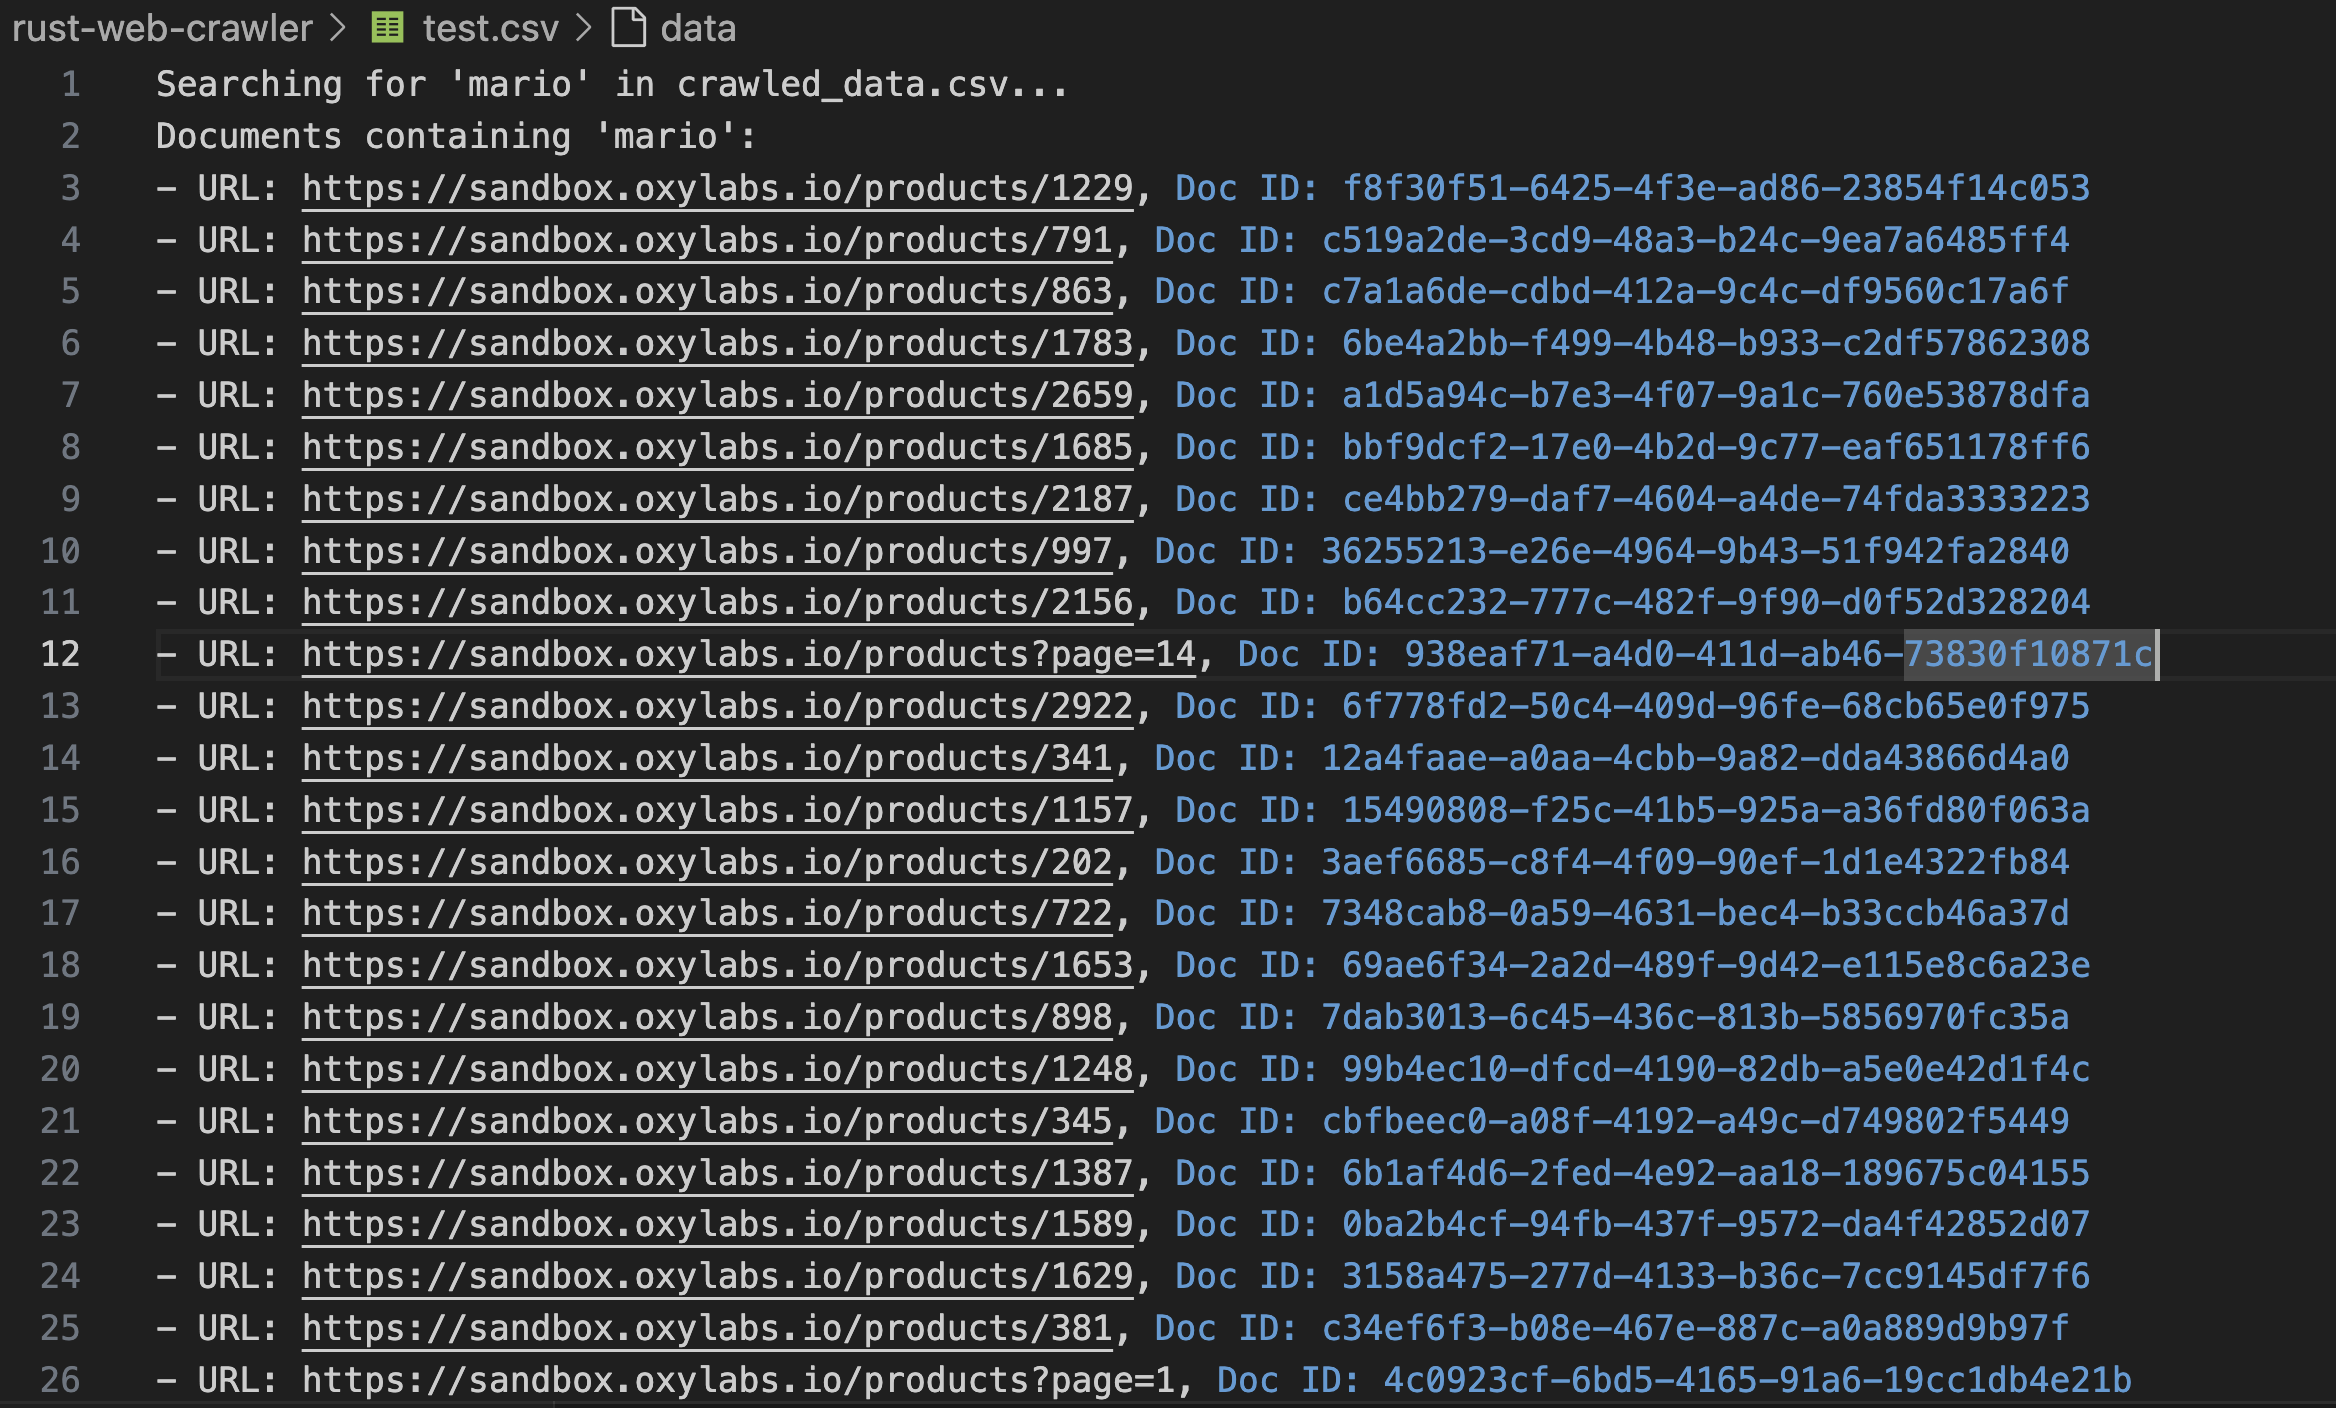 rust-web-crawler > test.csv > data
1 Searching for 'mario' in crawled_data.csv...
2 Documents containing 'mario':
3 - URL: https://sandbox.oxylabs.io/products/1229, Doc ID: f8f30f51-6425-4f3e-ad86-23854f14c053
4 - URL: https://sandbox.oxylabs.io/products/791, Doc ID: c519a2de-3cd9-48a3-b24c-9ea7a6485ff4
5 - URL: https://sandbox.oxylabs.io/products/863, Doc ID: c7a1a6de-cdbd-412a-9c4c-df9560c17a6f
6 - URL: https://sandbox.oxylabs.io/products/1783, Doc ID: 6be4a2bb-f499-4b48-b933-c2df57862308
7 - URL: https://sandbox.oxylabs.io/products/2659, Doc ID: a1d5a94c-b7e3-4f07-9a1c-760e53878dfa
8 - URL: https://sandbox.oxylabs.io/products/1685, Doc ID: bbf9dcf2-17e0-4b2d-9c77-eaf651178ff6
9 - URL: https://sandbox.oxylabs.io/products/2187, Doc ID: ce4bb279-daf7-4604-a4de-74fda3333223
10 - URL: https://sandbox.oxylabs.io/products/997, Doc ID: 36255213-e26e-4964-9b43-51f942fa2840
11 - URL: https://sandbox.oxylabs.io/products/2156, Doc ID: b64cc232-777c-482f-9f90-d0f52d328204
12 - URL: https://sandbox.oxylabs.io/products?page=14, Doc ID: 938eaf71-a4d0-411d-ab46-73830f10871c
13 - URL: https://sandbox.oxylabs.io/products/2922, Doc ID: 6f778fd2-50c4-409d-96fe-68cb65e0f975
14 - URL: https://sandbox.oxylabs.io/products/341, Doc ID: 12a4faae-a0aa-4cbb-9a82-dda43866d4a0
15 - URL: https://sandbox.oxylabs.io/products/1157, Doc ID: 15490808-f25c-41b5-925a-a36fd80f063a
16 - URL: https://sandbox.oxylabs.io/products/202, Doc ID: 3aef6685-c8f4-4f09-90ef-1d1e4322fb84
17 - URL: https://sandbox.oxylabs.io/products/722, Doc ID: 7348cab8-0a59-4631-bec4-b33ccb46a37d
18 - URL: https://sandbox.oxylabs.io/products/1653, Doc ID: 69ae6f34-2a2d-489f-9d42-e115e8c6a23e
19 - URL: https://sandbox.oxylabs.io/products/898, Doc ID: 7dab3013-6c45-436c-813b-5856970fc35a
20 - URL: https://sandbox.oxylabs.io/products/1248, Doc ID: 99b4ec10-dfcd-4190-82db-a5e0e42d1f4c
21 - URL: https://sandbox.oxylabs.io/products/345, Doc ID: cbfbeec0-a08f-4192-a49c-d749802f5449
22 - URL: https://sandbox.oxylabs.io/products/1387, Doc ID: 6b1af4d6-2fed-4e92-aa18-189675c04155
23 - URL: https://sandbox.oxylabs.io/products/1589, Doc ID: 0ba2b4cf-94fb-437f-9572-da4f42852d07
24 - URL: https://sandbox.oxylabs.io/products/1629, Doc ID: 3158a475-277d-4133-b36c-7cc9145df7f6
25 - URL: https://sandbox.oxylabs.io/products/381, Doc ID: c34ef6f3-b08e-467e-887c-a0a889d9b97f
26 - URL: https://sandbox.oxylabs.io/products?page=1, Doc ID: 4c0923cf-6bd5-4165-91a6-19cc1db4e21b